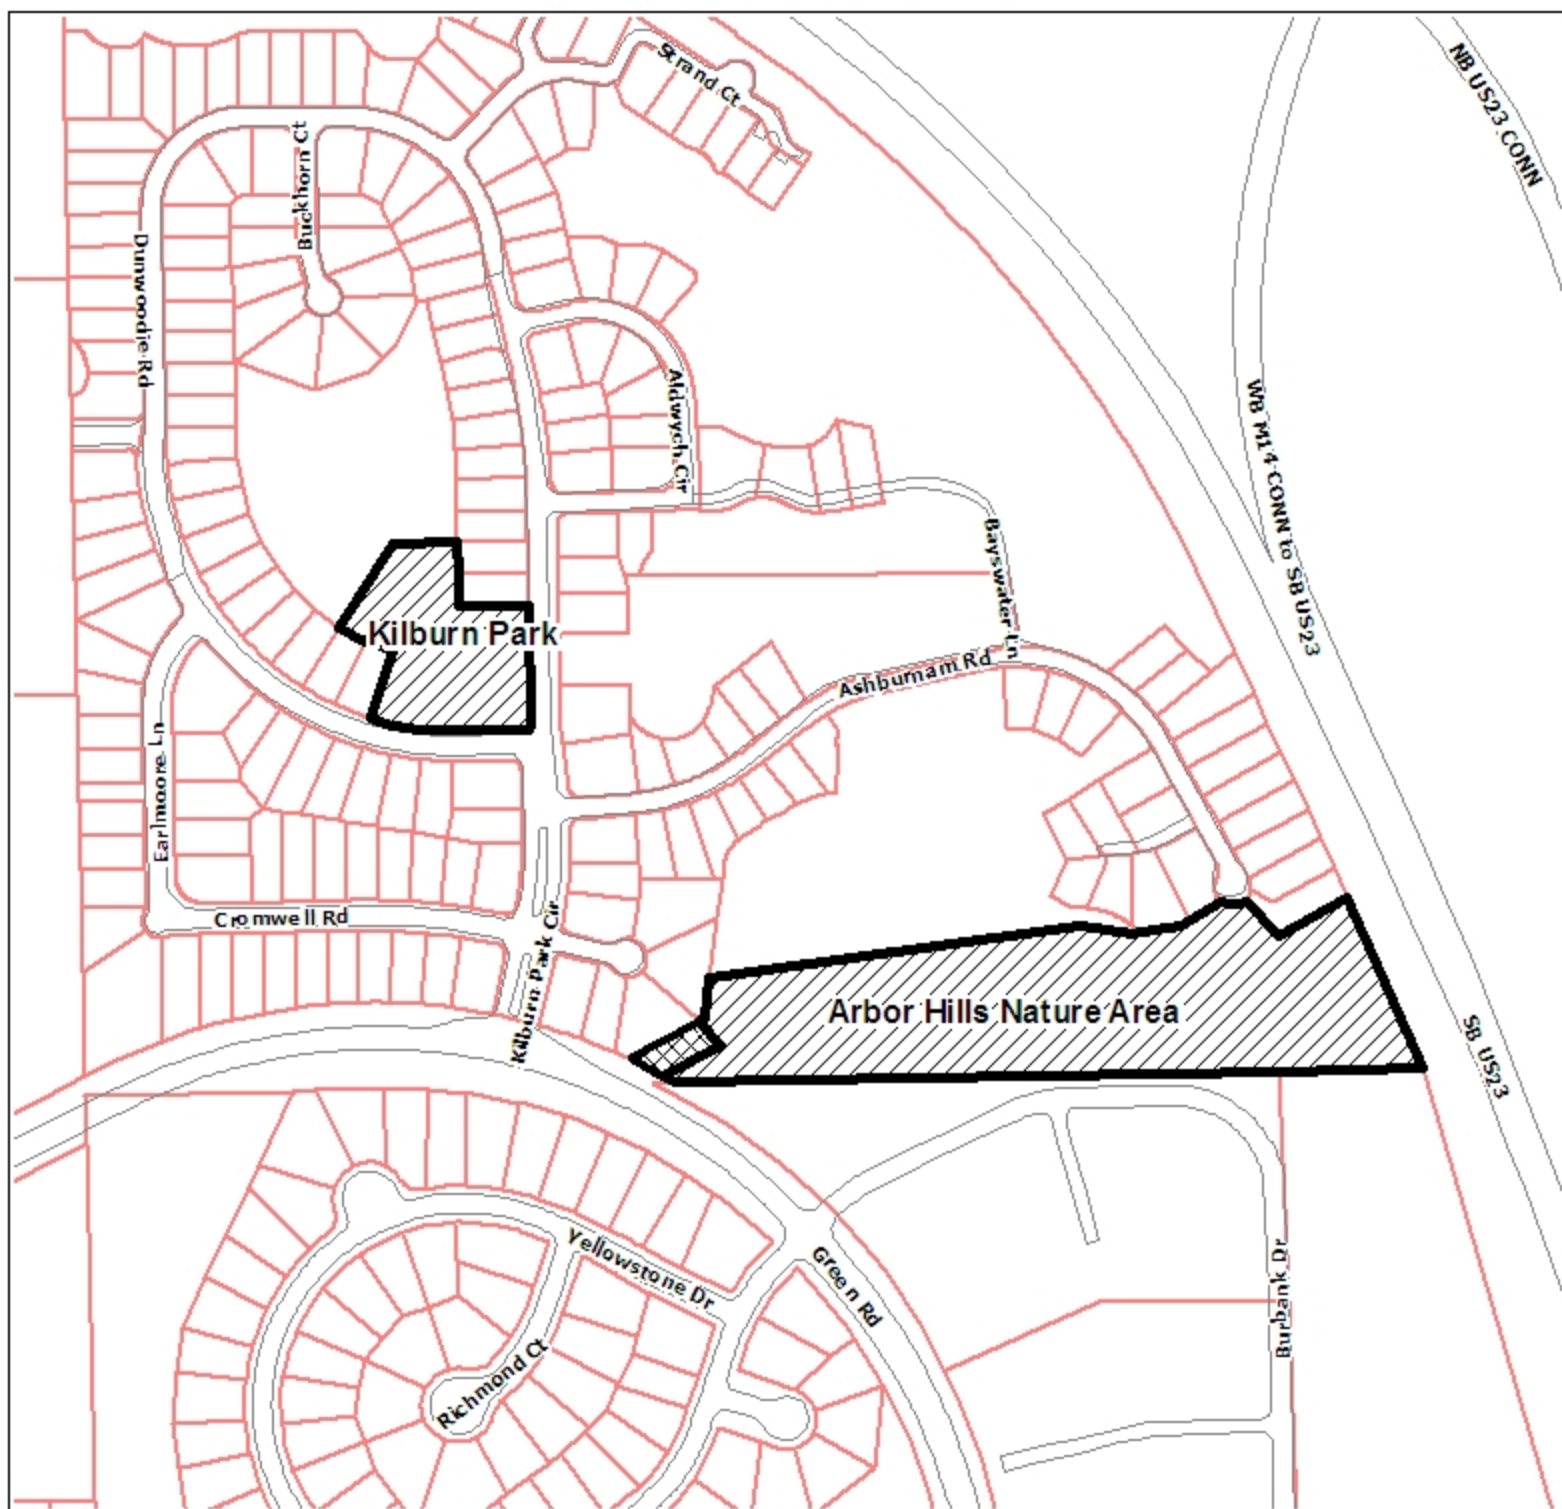 Strand Ct
NB US23 CONN
Buckhorn Ct
Dunwoodie Rd
Aldwych Cir
WB M14 CONN to SB US23
Bayswater Ln
Kilburn Park
Ashburnam Rd
Earlmoore Ln
Cromwell Rd
Kilburn Park Cir
Arbor Hills Nature Area
SB US23
Yellowstone Dr
Green Rd
Burbank Dr
Richmond Ct